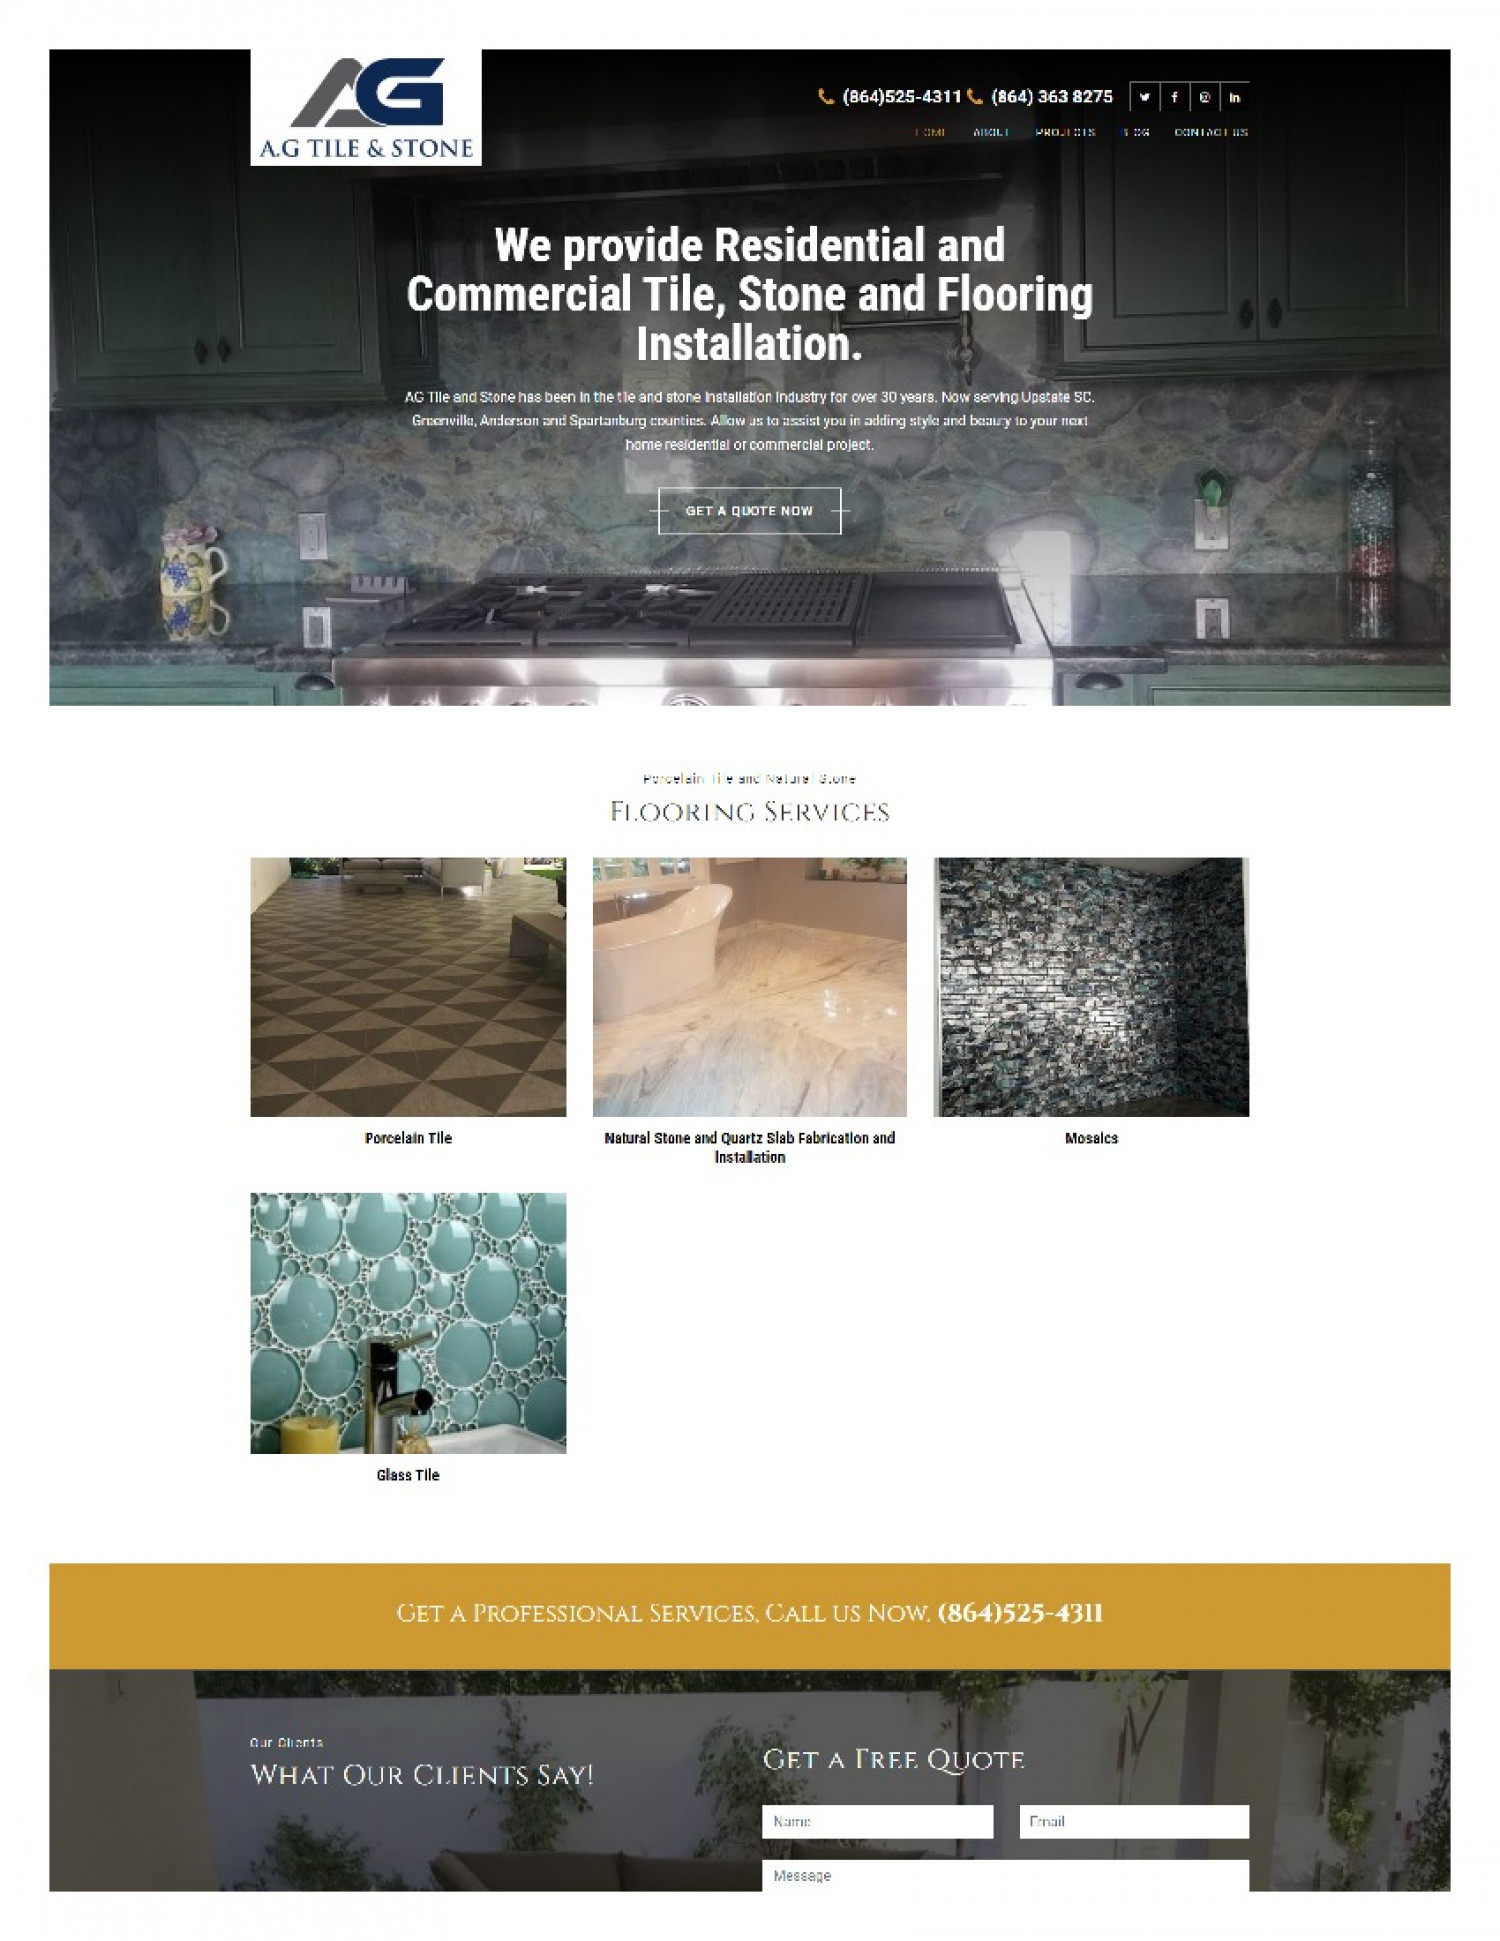 AG
A.G TILE & STONE
(864)525-4311 (864) 363 8275
HOME ABOUT PROJECTS BLOG CONTACT US
We provide Residential and
Commercial Tile, Stone and Flooring
Installation.
AG Tile and Stone has been in the tile and stone installation industry for over 30 years. Now serving Upstate SC.
Greenville, Anderson and Spartanburg counties. Allow us to assist you in adding style and beauty to your next
home residential or commercial project.
GET A QUOTE NOW
Porcelain Tile and Natural Stone
FLOORING SERVICES
Porcelain Tile
Natural Stone and Quartz Slab Fabrication and
Installation
Mosaics
Glass Tile
GET A PROFESSIONAL SERVICES, CALL US NOW. (864)525-4311
Our Clients
WHAT OUR CLIENTS SAY!
GET A FREE QUOTE
Name
Email
Message